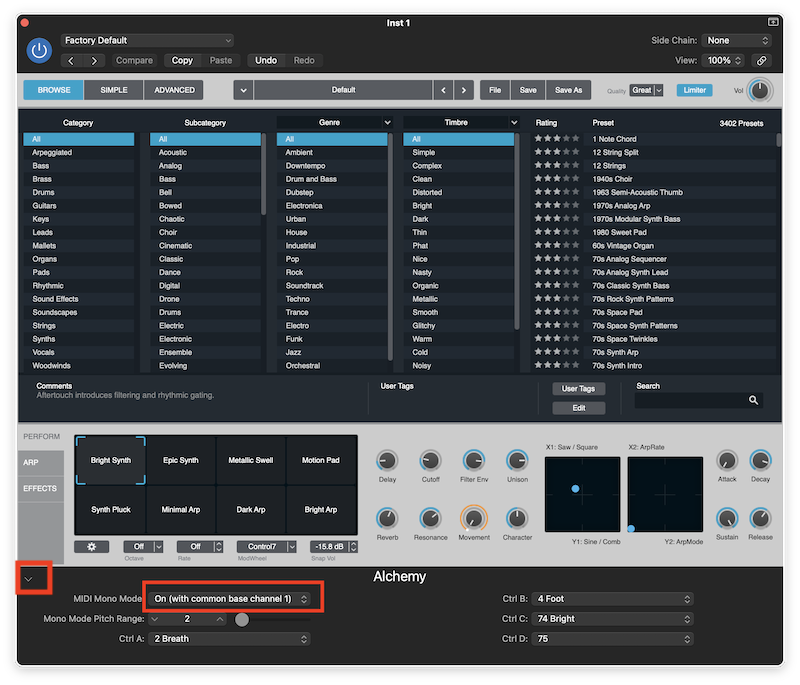 Inst 1
Factory Default
Side Chain: None
Compare Copy Paste Undo Redo
View: 100%
BROWSE SIMPLE ADVANCED Default File Save Save As Quality Great Limiter Vol
Category Subcategory Genre Timbre Rating Preset 3402 Presets
All All All All 1 Note Chord
Arpeggiated Acoustic Ambient Simple 12 String Split
Bass Analog Downtempo Complex 12 Strings
Brass Bass Drum and Bass Clean 1940s Choir
Drums Bell Dubstep Distorted 1963 Semi-Acoustic Thumb
Guitars Bowed Electronica Bright 1970s Analog Arp
Keys Chaotic Urban Dark 1970s Modular Synth Bass
Leads Choir House Thin 1980 Sweet Pad
Mallets Cinematic Industrial Phat 60s Vintage Organ
Organs Classic Pop Nice 70s Analog Sequencer
Pads Dance Rock Nasty 70s Analog Synth Lead
Rhythmic Digital Soundtrack Organic 70s Classic Synth Bass
Sound Effects Drone Techno Metallic 70s Rock Synth Patterns
Soundscapes Drums Trance Smooth 70s Space Pad
Strings Electric Electro Glitchy 70s Space Synth Patterns
Synths Electronic Funk Warm 70s Space Twinkles
Vocals Ensemble Jazz Cold 70s Synth Arp
Woodwinds Evolving Orchestral Noisy 70s Synth Intro
Comments User Tags User Tags Search
Aftertouch introduces filtering and rhythmic gating.
Edit
PERFORM
ARP
EFFECTS
Bright Synth Epic Synth Metallic Swell Motion Pad
Synth Pluck Minimal Arp Dark Arp Bright Arp
Off Off Control7 -15.8 dB
Octave Rate ModWheel Snap Vol
Delay Cutoff Filter Env Unison
Reverb Resonance Movement Character
X1: Saw / Square X2: ArpRate
Y1: Sine / Comb Y2: ArpMode
Attack Decay
Sustain Release
Alchemy
MIDI Mono Mode: On (with common base channel 1)
Mono Mode Pitch Range: 2
Ctrl A: 2 Breath
Ctrl B: 4 Foot
Ctrl C: 74 Bright
Ctrl D: 75